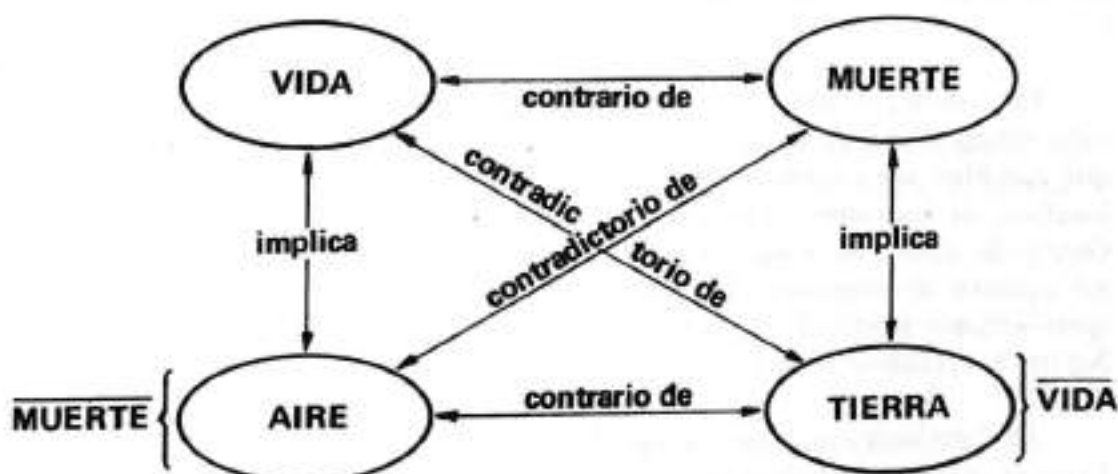 VIDA
MUERTE
contrario de
contradic
torio de
contradictorio de
implica
implica
MUERTE
AIRE
contrario de
TIERRA
VIDA